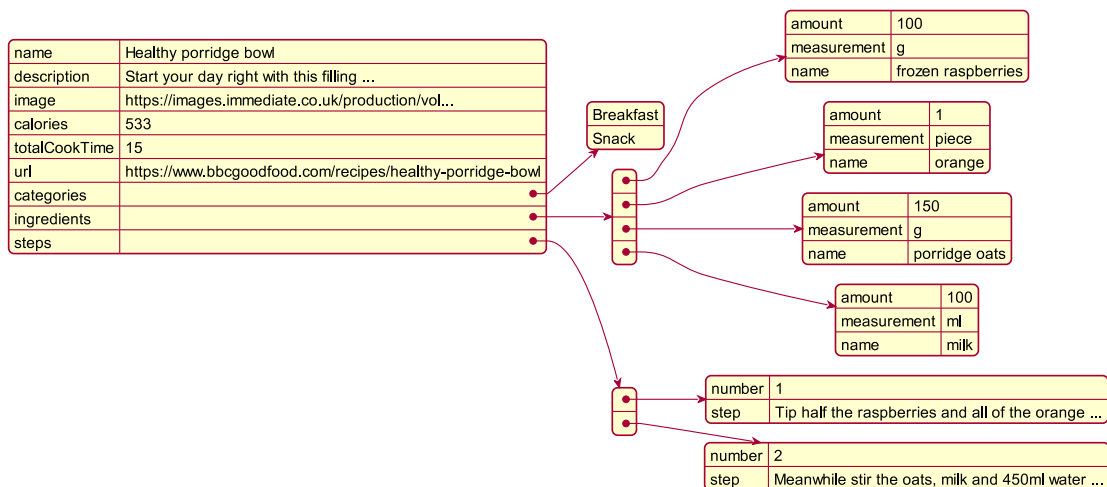 name Healthy porridge bowl
description Start your day right with this filling ...
image https://images.immediate.co.uk/production/vol...
calories 533
totalCookTime 15
url https://www.bbcgoodfood.com/recipes/healthy-porridge-bowl
categories
ingredients
steps
Breakfast
Snack
amount 100
measurement g
name frozen raspberries
amount 1
measurement piece
name orange
amount 150
measurement g
name porridge oats
amount 100
measurement ml
name milk
number 1
step Tip half the raspberries and all of the orange ...
number 2
step Meanwhile stir the oats, milk and 450ml water ...